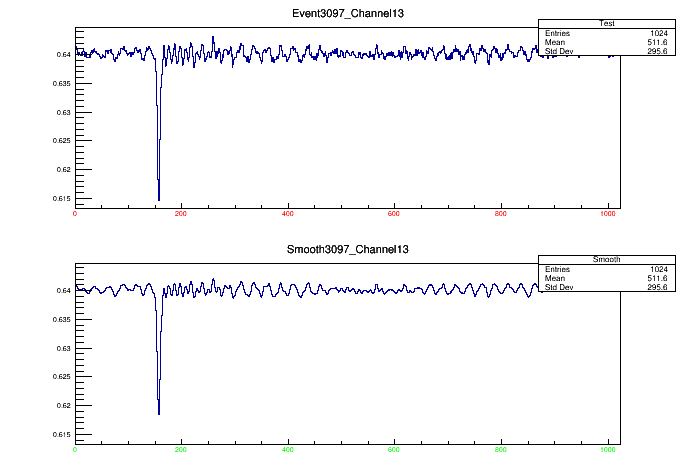 Event3097_Channel13
Test
Entries 1024
Mean 511.6
Std Dev 295.6
0.64
0.635
0.63
0.625
0.62
0.615
0 200 400 600 800 1000
Smooth3097_Channel13
Smooth
Entries 1024
Mean 511.6
Std Dev 295.6
0.64
0.635
0.63
0.625
0.62
0.615
0 200 400 600 800 1000